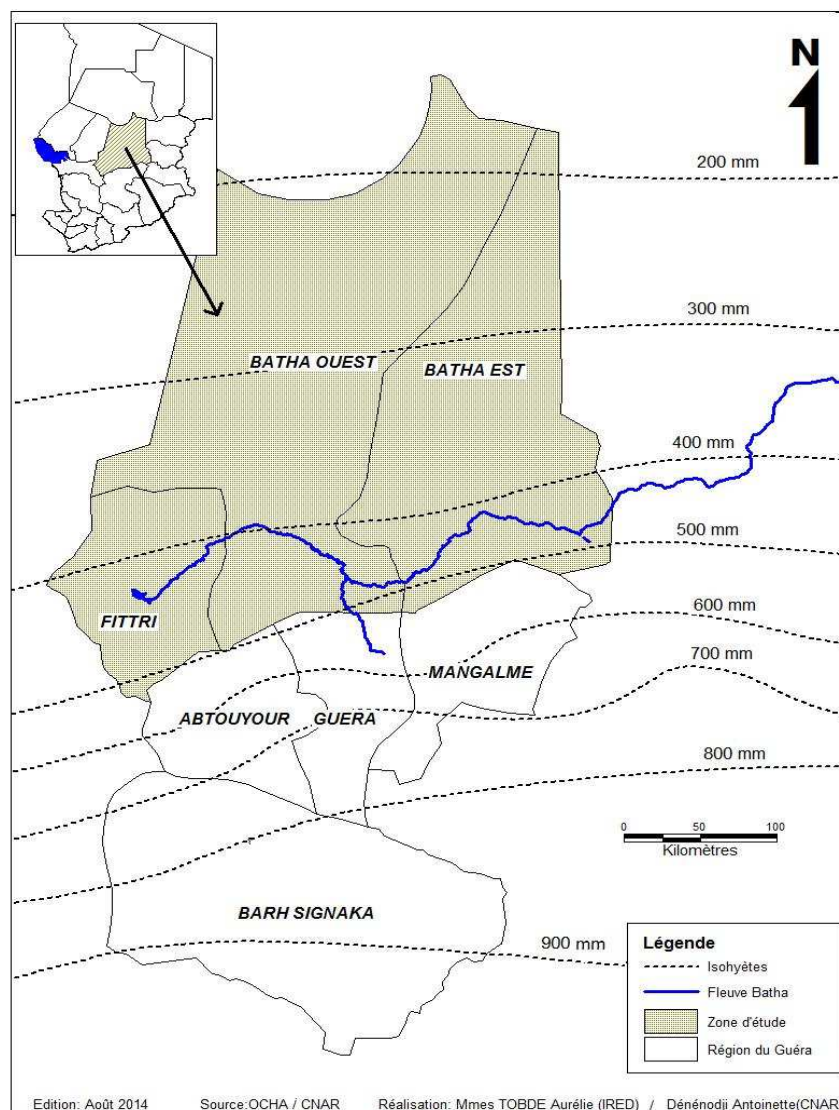 N
200 mm
300 mm
BATHA OUEST
BATHA EST
400 mm
500 mm
FITTRI
600 mm
700 mm
MANGALME
ABTOUYOUR
GUERA
800 mm
0 50 100
Kilomètres
BARH SIGNAKA
900 mm
Légende
Isohyètes
Fleuve Batha
Zone d'étude
Région du Guéra
Edition: Août 2014 Source:OCHA / CNAR Réalisation: Mmes TOBDE Aurélie (IRED) / Dénénodji Antoinette(CNAR